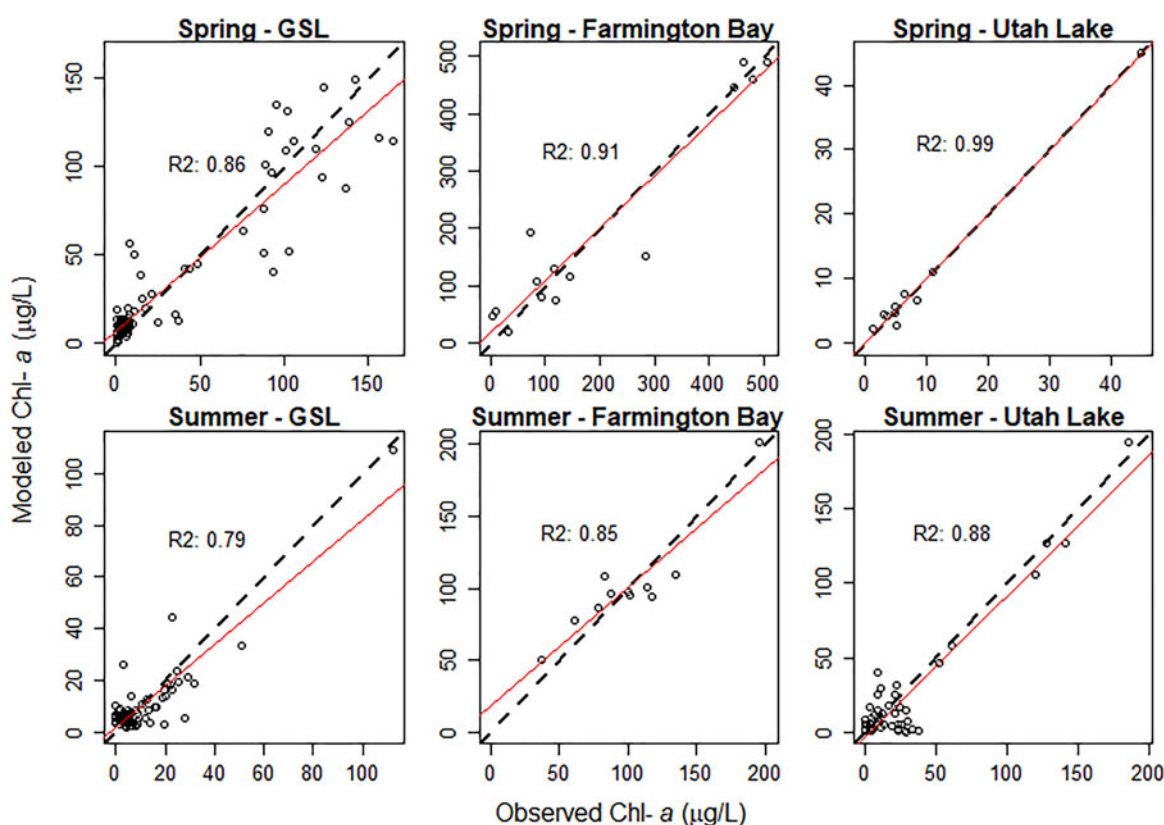 Spring - GSL
Spring - Farmington Bay
Spring - Utah Lake
150
100
50
0
R2: 0.86
0 50 100 150
500
400
300
200
100
0
R2: 0.91
0 100 200 300 400 500
40
30
20
10
0
R2: 0.99
0 10 20 30 40
Summer - GSL
Summer - Farmington Bay
Summer - Utah Lake
100
80
60
40
20
0
R2: 0.79
0 20 40 60 80 100
200
150
100
50
0
R2: 0.85
0 50 100 150 200
200
150
100
50
0
R2: 0.88
0 50 100 150 200
Modeled Chl- a (µg/L)
Observed Chl- a (µg/L)